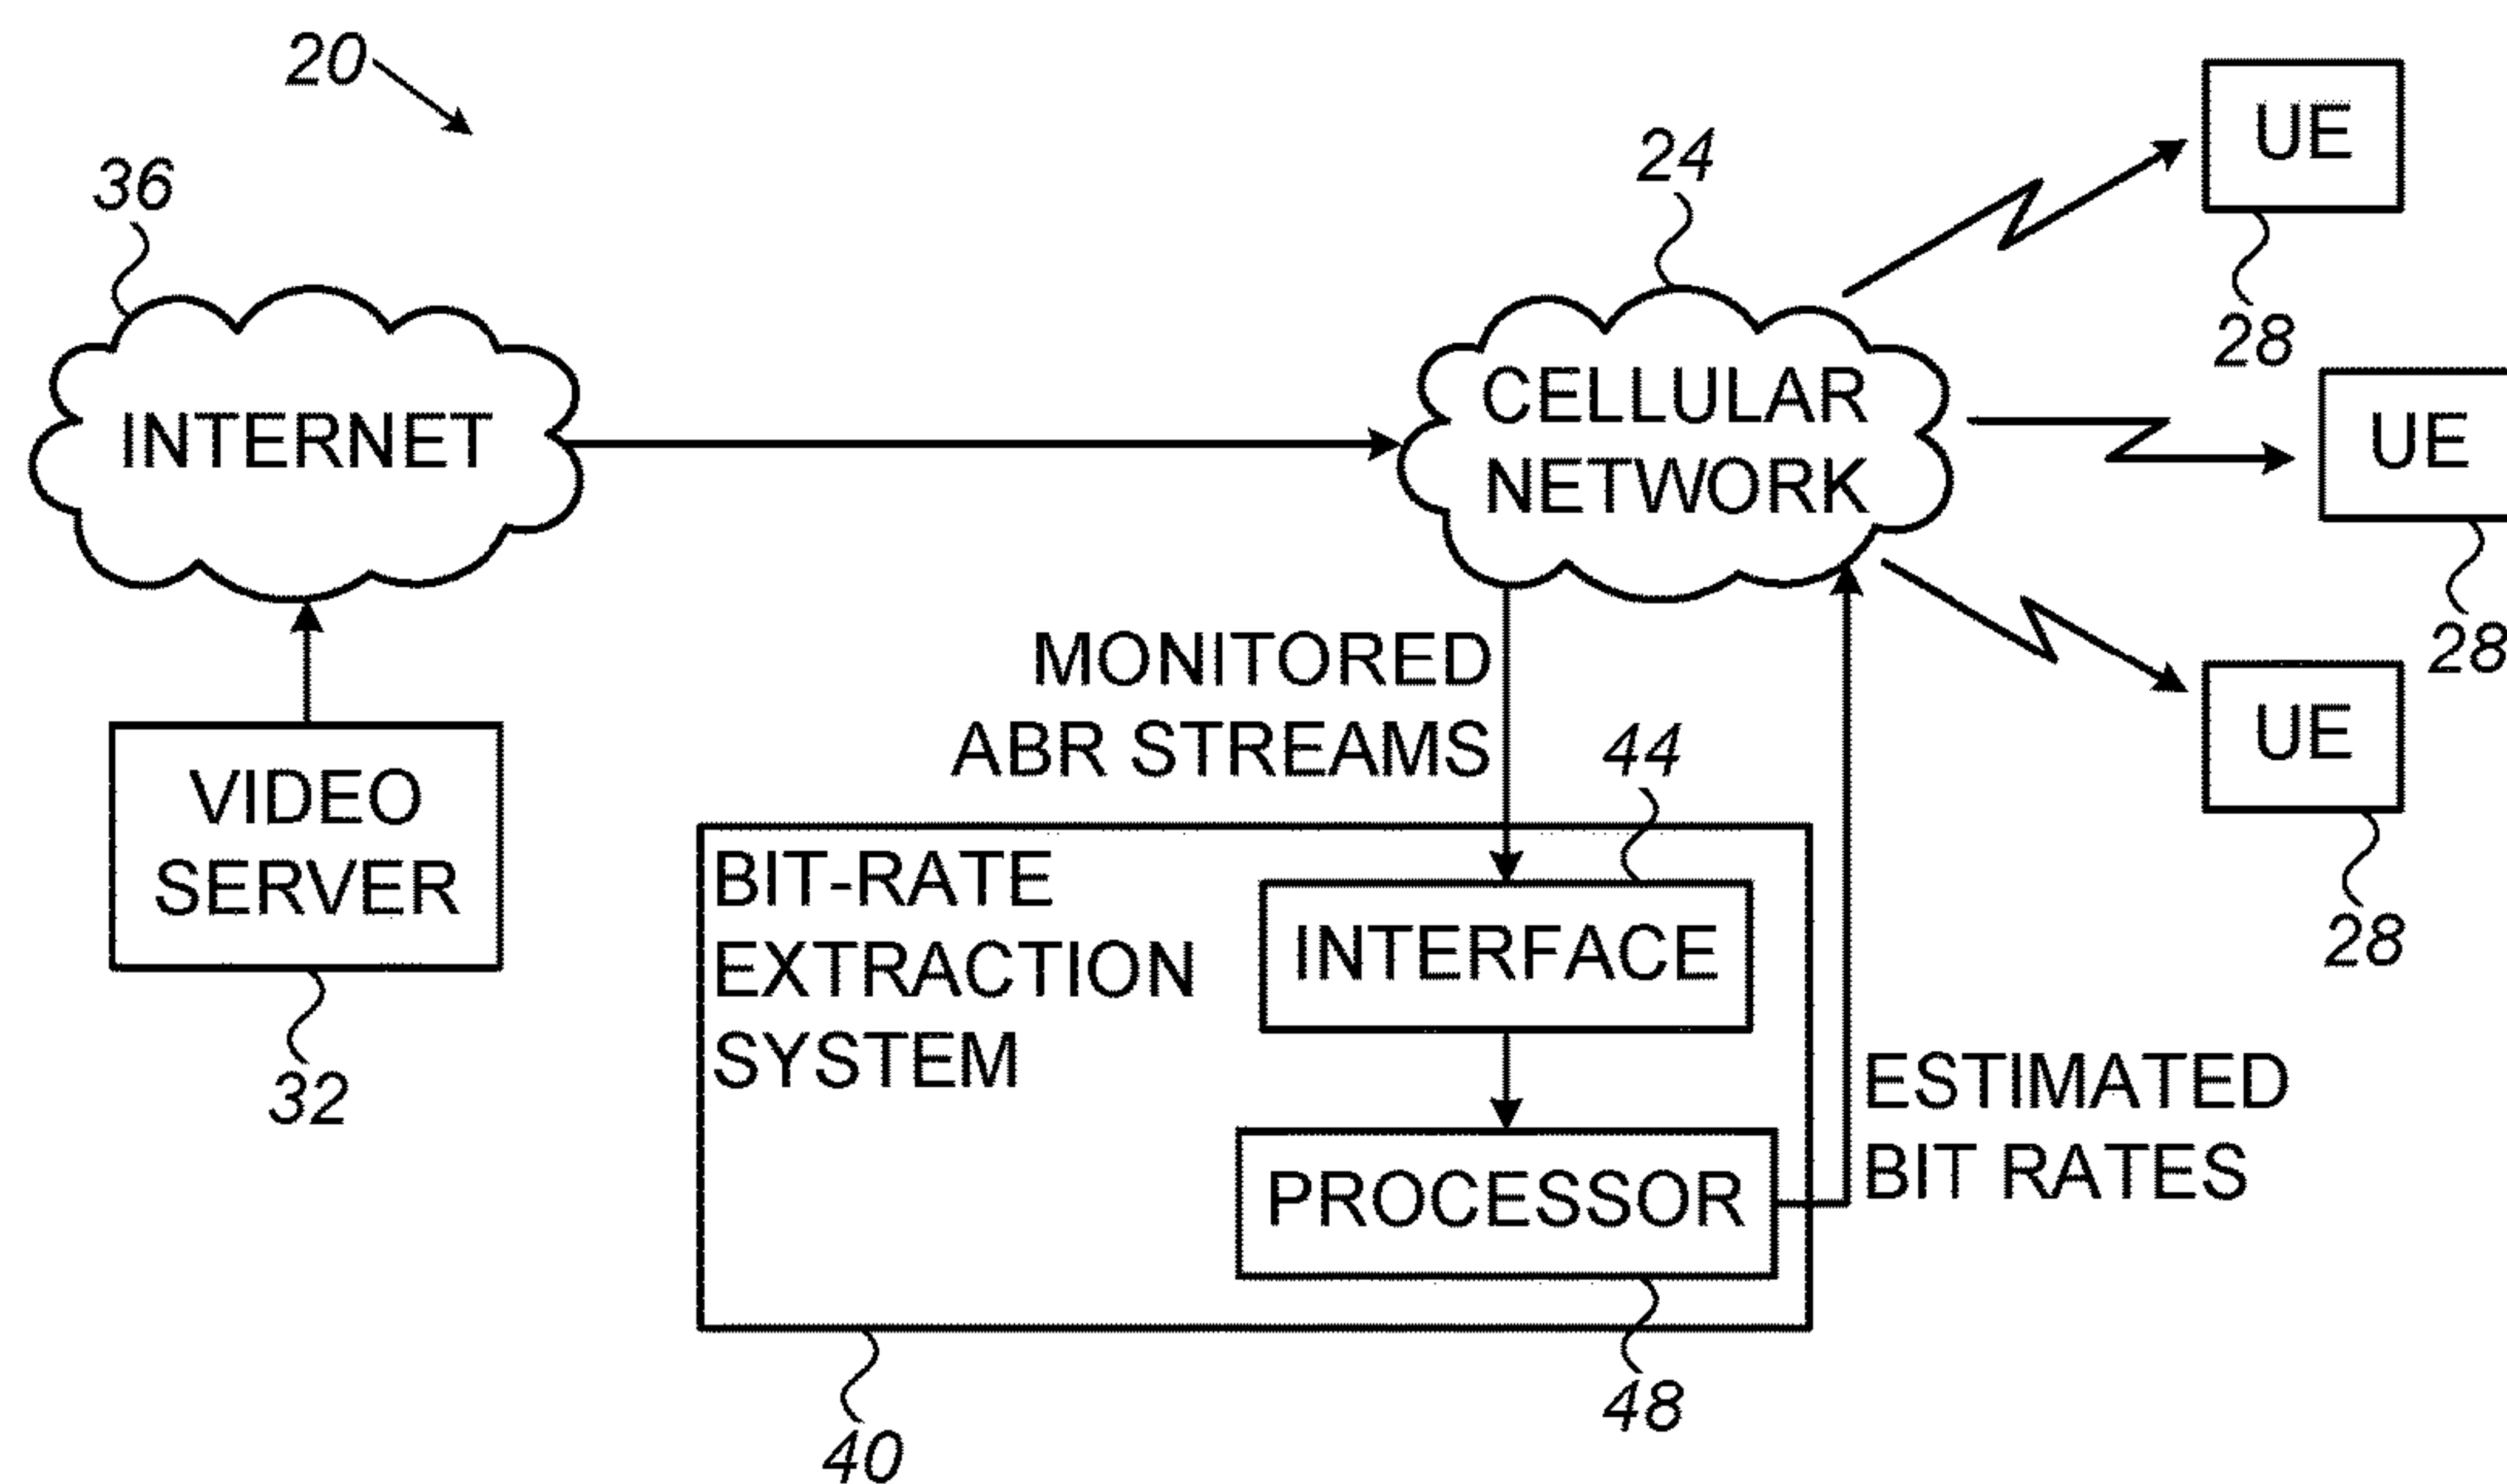 20
36
24
UE
28
INTERNET
CELLULAR
NETWORK
UE
28
MONITORED
ABR STREAMS
UE
28
VIDEO
SERVER
32
44
BIT-RATE
EXTRACTION
SYSTEM
INTERFACE
PROCESSOR
ESTIMATED
BIT RATES
48
40